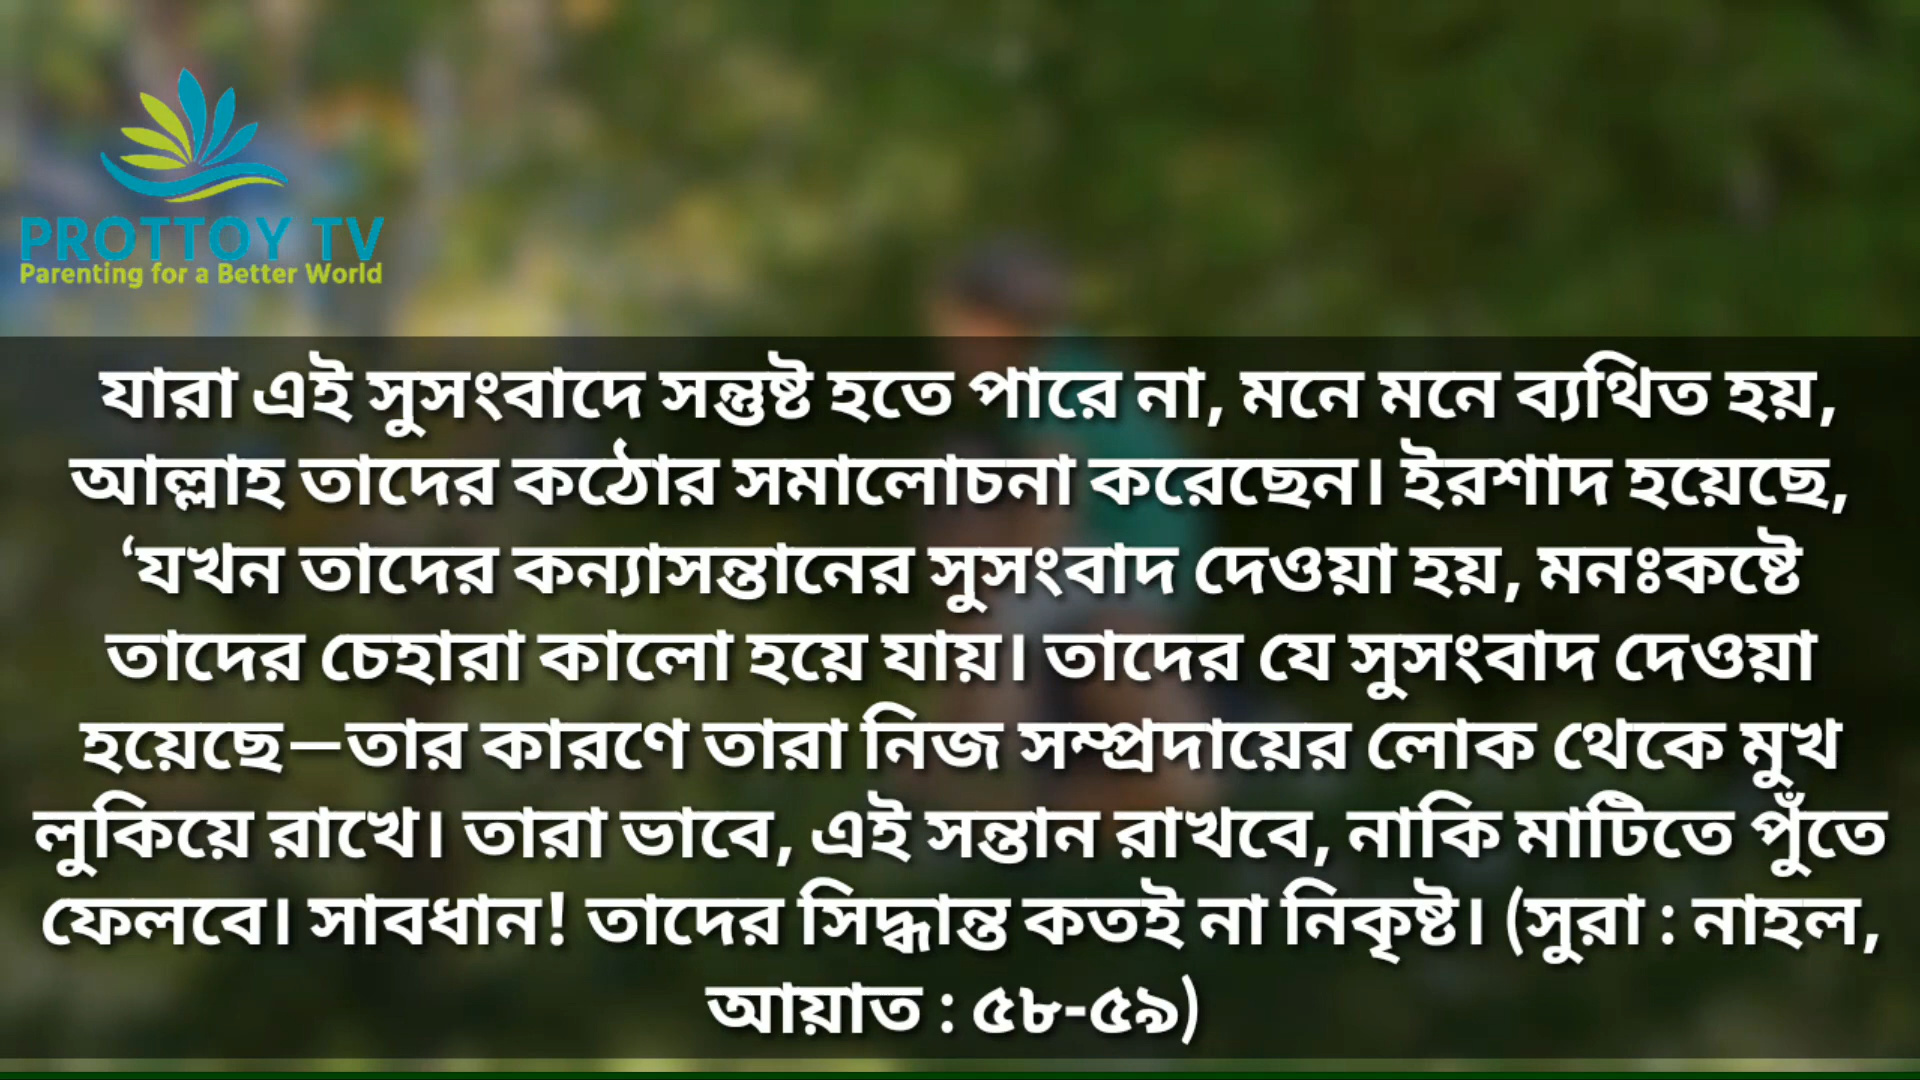 PROTTOY TV
Parenting for a Better World
যারা এই সুসংবাদে সন্তুষ্ট হতে পারে না, মনে মনে ব্যথিত হয়,
আল্লাহ তাদের কঠোর সমালোচনা করেছেন। ইরশাদ হয়েছে,
‘যখন তাদের কন্যাসন্তানের সুসংবাদ দেওয়া হয়, মনঃকষ্টে
তাদের চেহারা কালো হয়ে যায়। তাদের যে সুসংবাদ দেওয়া
হয়েছে—তার কারণে তারা নিজ সম্প্রদায়ের লোক থেকে মুখ
লুকিয়ে রাখে। তারা ভাবে, এই সন্তান রাখবে, নাকি মাটিতে পুঁতে
ফেলবে। সাবধান! তাদের সিদ্ধান্ত কতই না নিকৃষ্ট। (সুরা : নাহল,
আয়াত : ৫৮-৫৯)